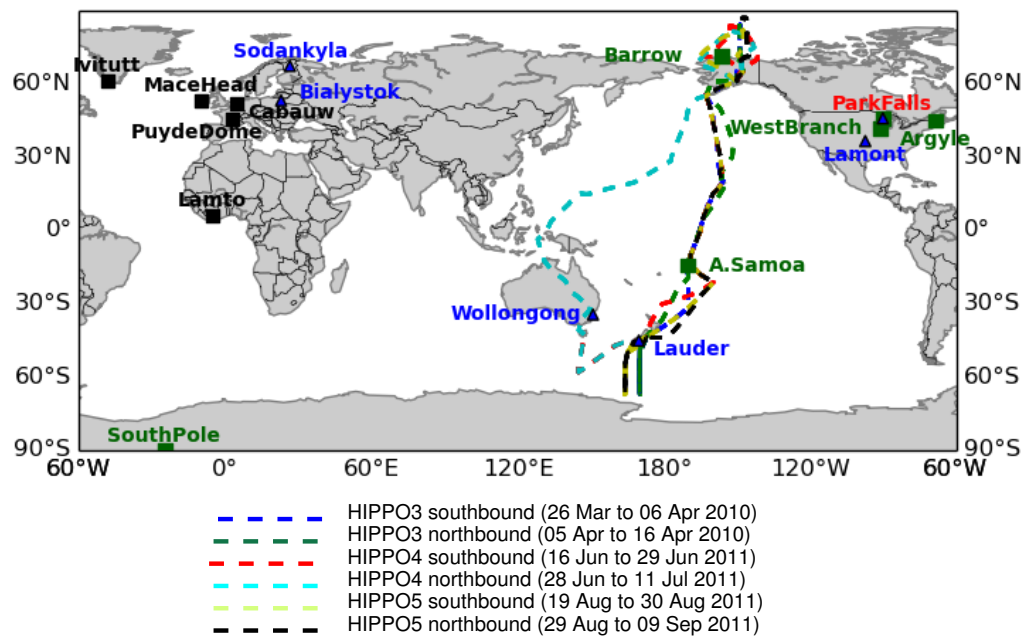 Ivitutt
Sodankyla
Barrow
60°N
MaceHead
Bialystok
60°N
Cabauw
ParkFalls
PuydeDome
WestBranch
Argyle
30°N
Lamont
30°N
Lamto
0°
0°
A.Samoa
30°S
Wollongong
30°S
Lauder
60°S
60°S
SouthPole
90°S
90°S
60°W
0°
60°E
120°E
180°
120°W
60°W
HIPPO3 southbound (26 Mar to 06 Apr 2010)
HIPPO3 northbound (05 Apr to 16 Apr 2010)
HIPPO4 southbound (16 Jun to 29 Jun 2011)
HIPPO4 northbound (28 Jun to 11 Jul 2011)
HIPPO5 southbound (19 Aug to 30 Aug 2011)
HIPPO5 northbound (29 Aug to 09 Sep 2011)